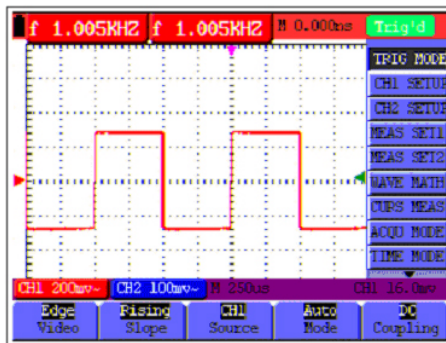 f 1.005KHZ f 1.005KHZ M 0.000ns Trig'd
TRIG MODE
CH1 SETUP
CH2 SETUP
MEAS SET1
MEAS SET2
WAVE MATH
CURS MEAS
ACQU MODE
TIME MODE
CH1 200mv~ CH2 100mv~ M 250us CH1 16.0mv
Edge Rising CH1 Auto DC
Video Slope Source Mode Coupling